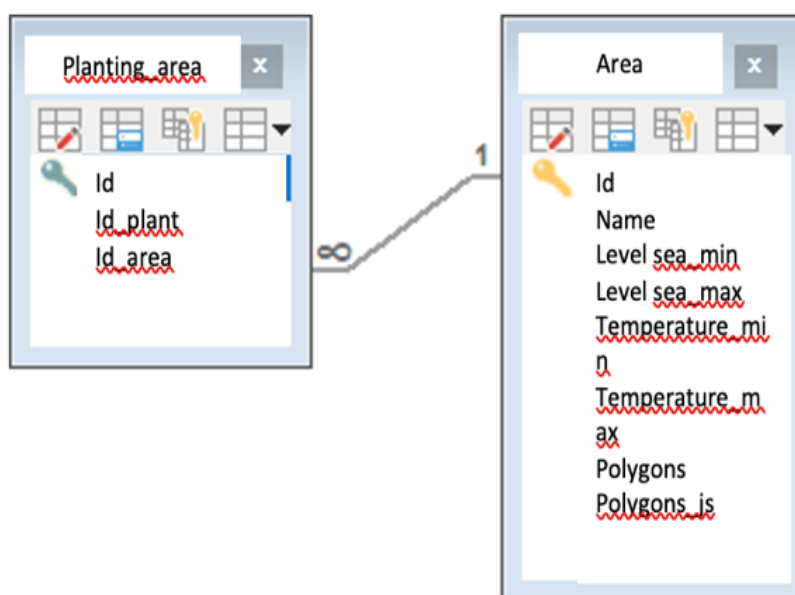 Planting_area
x
Id
Id_plant
Id_area
∞
1
Area
x
Id
Name
Level sea_min
Level sea_max
Temperature_mi
n
Temperature_m
ax
Polygons
Polygons_js